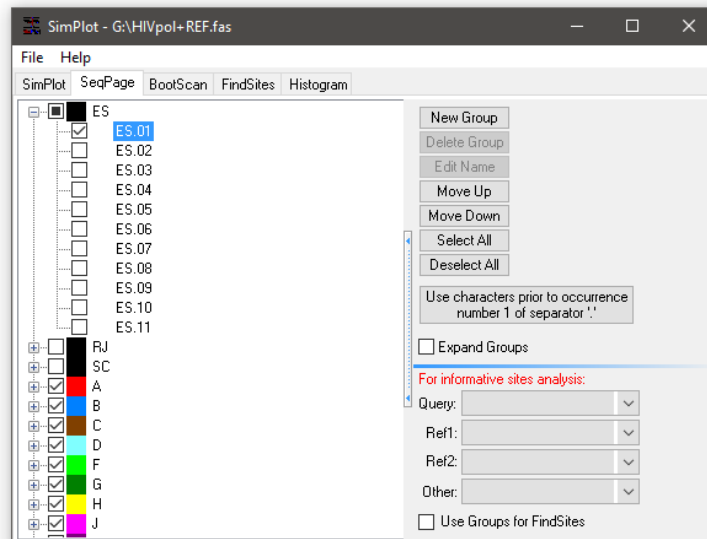 SimPlot - G:\HIVpol+REF.fas
File Help
SimPlot SeqPage BootScan FindSites Histogram
ES
ES.01
ES.02
ES.03
ES.04
ES.05
ES.06
ES.07
ES.08
ES.09
ES.10
ES.11
RJ
SC
A
B
C
D
F
G
H
J
New Group
Delete Group
Edit Name
Move Up
Move Down
Select All
Deselect All
Use characters prior to occurrence
number 1 of separator '.'
Expand Groups
For informative sites analysis:
Query:
Ref1:
Ref2:
Other:
Use Groups for FindSites